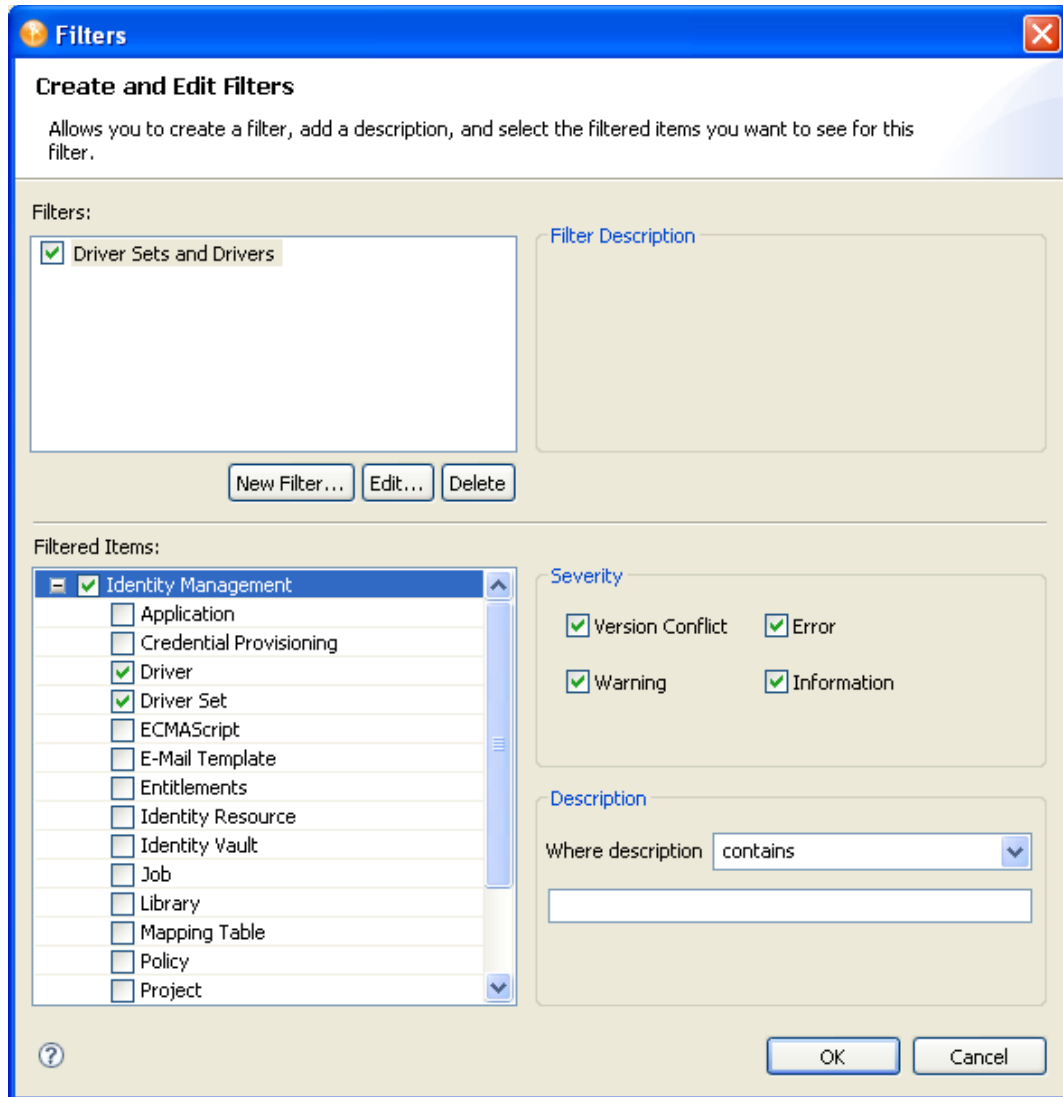 Filters
Create and Edit Filters
Allows you to create a filter, add a description, and select the filtered items you want to see for this
filter.
Filters:
Driver Sets and Drivers
Filter Description
New Filter...
Edit...
Delete
Filtered Items:
Identity Management
Application
Credential Provisioning
Driver
Driver Set
ECMAScript
E-Mail Template
Entitlements
Identity Resource
Identity Vault
Job
Library
Mapping Table
Policy
Project
Severity
Version Conflict
Error
Warning
Information
Description
Where description
contains
?
OK
Cancel